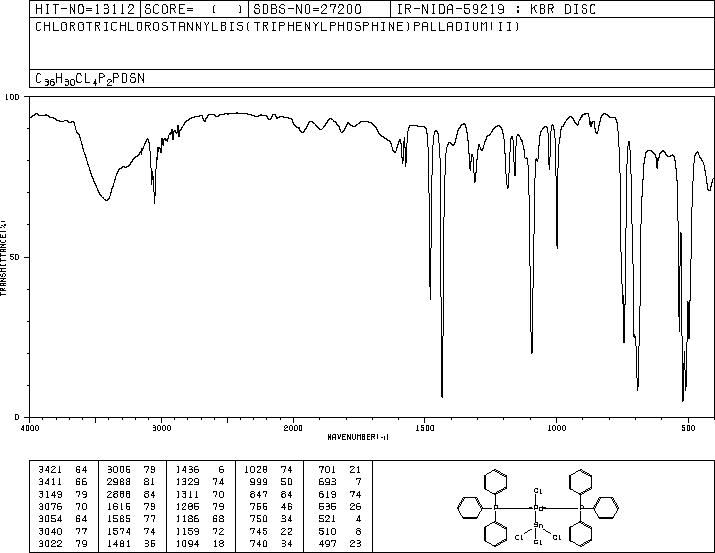 HIT-NO=13112 SCORE= ( ) SDBS-NO=27200 IR-NIDA-59219 : KBR DISC
CHLOROTRICHLOROSTANNYLBIS(TRIPHENYLPHOSPHINE)PALLADIUM(II)
C36H30CL4P2PDSN
100
50
0
TRANSMITTANCE(%)
4000 3000 2000 1500 1000 500
WAVENUMBER(-1)
3421 64 3006 79 1436 6 1028 74 701 21
3411 66 2988 81 1329 74 999 50 693 7
3149 79 2888 84 1311 70 847 84 619 74
3076 70 1616 79 1286 79 766 46 536 26
3054 64 1585 77 1186 68 750 34 521 4
3040 77 1574 74 1159 72 745 22 510 8
3022 79 1481 36 1094 18 740 34 497 23
Cl
P Pd P
Sn
Cl Cl
Cl